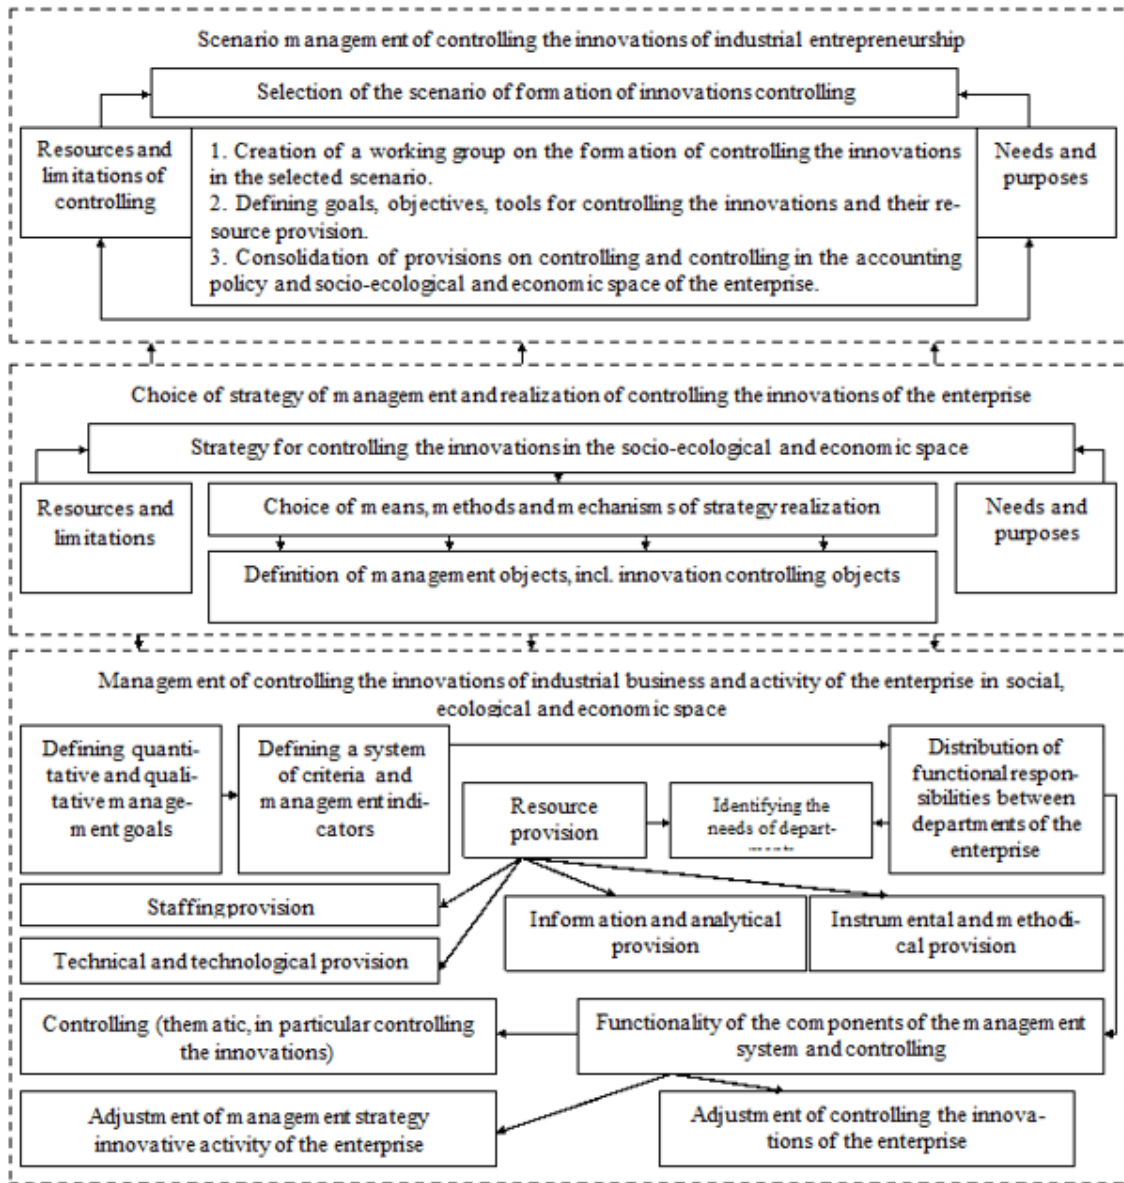 Scenario management of controlling the innovations of industrial entrepreneurship
Selection of the scenario of formation of innovations controlling
Resources and
limitations of
controlling
1. Creation of a working group on the formation of controlling the innovations
in the selected scenario.
2. Defining goals, objectives, tools for controlling the innovations and their re-
source provision.
3. Consolidation of provisions on controlling and controlling in the accounting
policy and socio-ecological and economic space of the enterprise.
Needs and
purposes
Choice of strategy of management and realization of controlling the innovations of the enterprise
Strategy for controlling the innovations in the socio-ecological and economic space
Resources and
limitations
Choice of means, methods and mechanisms of strategy realization
Definition of management objects, incl. innovation controlling objects
Needs and
purposes
Management of controlling the innovations of industrial business and activity of the enterprise in social,
ecological and economic space
Defining quanti-
tative and quali-
tative manage-
ment goals
Defining a system
of criteria and
management indi-
cators
Resource
provision
Identifying the
needs of depart-
Distribution of
functional respon-
sibilities between
departments of the
enterprise
Staffing provision
Technical and technological provision
Information and analytical
provision
Instrumental and methodi-
cal provision
Controlling (thematic, in particular controlling
the innovations)
Functionality of the components of the management
system and controlling
Adjustment of management strategy
innovative activity of the enterprise
Adjustment of controlling the innova-
tions of the enterprise